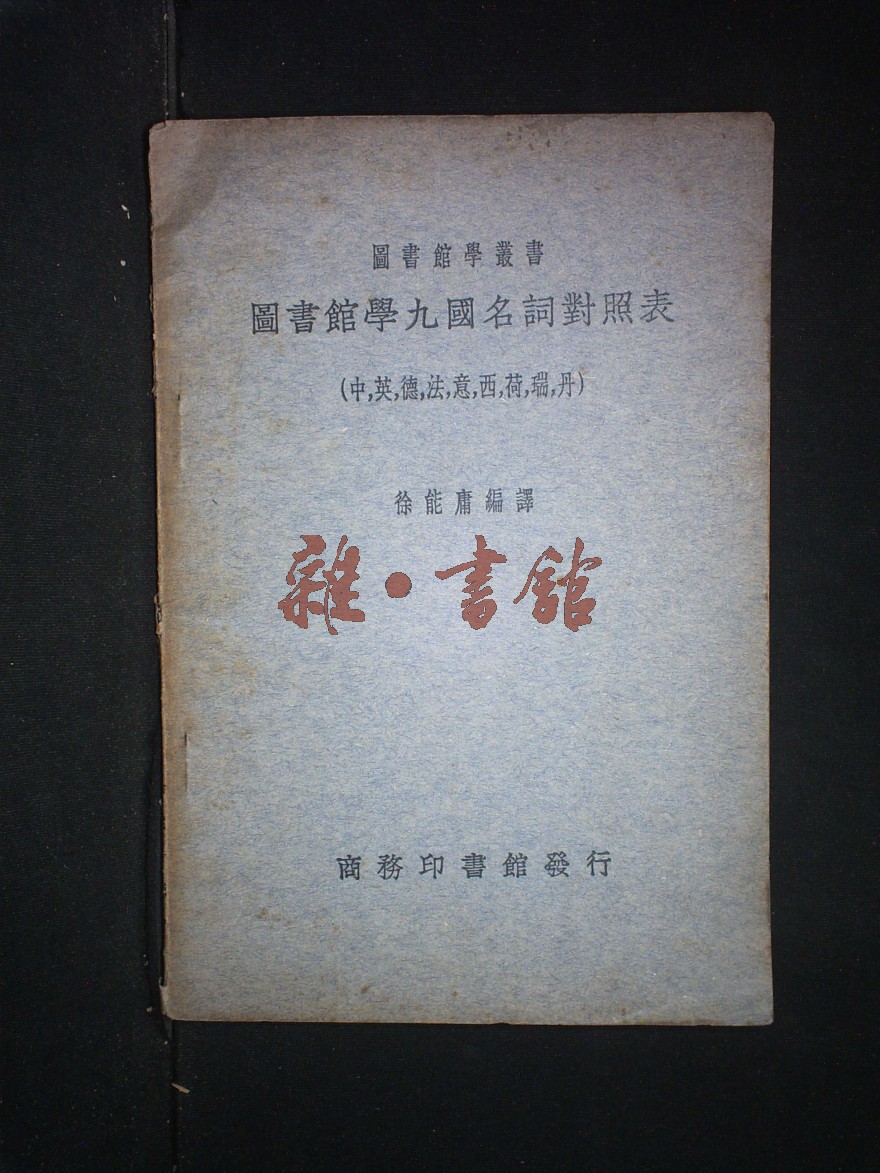 圖書館學叢書
圖書館學九國名詞對照表
(中,英,德,法,意,西,荷,瑞,丹)
徐能庸編譯
雜·書館
商務印書館發行